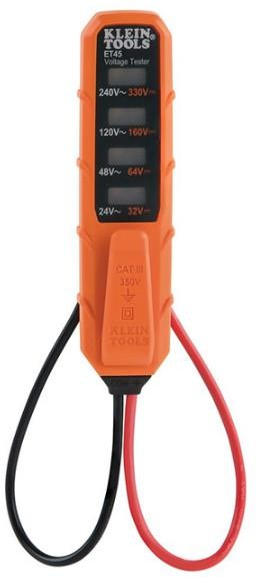 KLEIN
TOOLS®
ET45
Voltage Tester
240V~ 330V⎓
120V~ 160V⎓
48V~ 64V⎓
24V~ 32V⎓
CAT III
350V
KLEIN
TOOLS